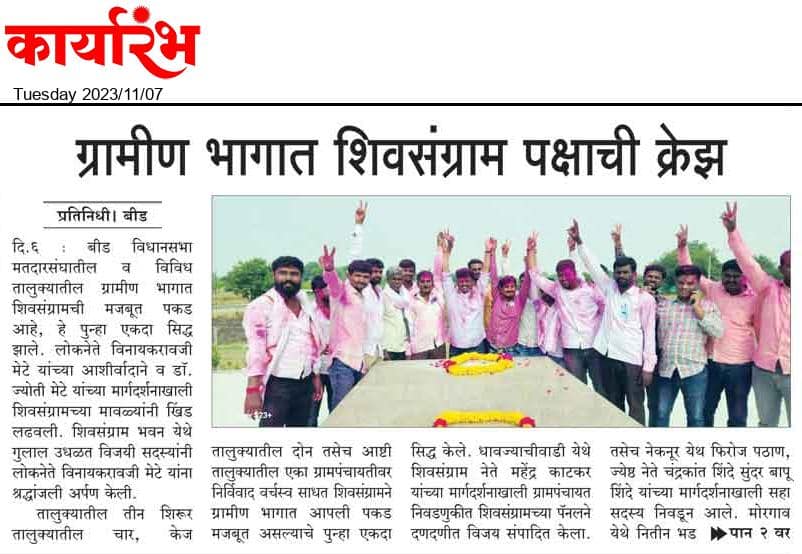 कार्यारंभ
Tuesday 2023/11/07
ग्रामीण भागात शिवसंग्राम पक्षाची क्रेझ
प्रतिनिधी। बीड
दि.६ : बीड विधानसभा
मतदारसंघातील व विविध
तालुक्यातील ग्रामीण भागात
शिवसंग्रामची मजबूत पकड
आहे, हे पुन्हा एकदा सिद्ध
झाले. लोकनेते विनायकरावजी
मेटे यांच्या आशीर्वादाने व डॉ.
ज्योती मेटे यांच्या मार्गदर्शनाखाली
शिवसंग्रामच्या मावळ्यांनी खिंड
लढवली. शिवसंग्राम भवन येथे
गुलाल उधळत विजयी सदस्यांनी
लोकनेते विनायकरावजी मेटे यांना
श्रद्धांजली अर्पण केली.
तालुक्यातील तीन शिरूर
तालुक्यातील चार, केज
तालुक्यातील दोन तसेच आष्टी
तालुक्यातील एका ग्रामपंचायतीवर
निर्विवाद वर्चस्व साधत शिवसंग्रामने
ग्रामीण भागात आपली पकड
मजबूत असल्याचे पुन्हा एकदा
सिद्ध केले. धावज्याचीवाडी येथे
शिवसंग्राम नेते महेंद्र काटकर
यांच्या मार्गदर्शनाखाली ग्रामपंचायत
निवडणुकीत शिवसंग्रामच्या पॅनलने
दणदणीत विजय संपादित केला.
तसेच नेकनूर येथ फिरोज पठाण,
ज्येष्ठ नेते चंद्रकांत शिंदे सुंदर बापू
शिंदे यांच्या मार्गदर्शनाखाली सहा
सदस्य निवडून आले. मोरगाव
येथे नितीन भड पान २ वर